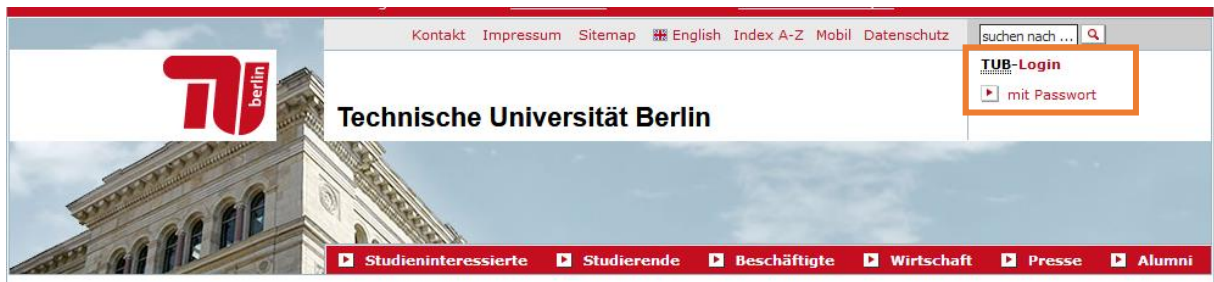 Kontakt Impressum Sitemap English Index A-Z Mobil Datenschutz
suchen nach ...
TUB-Login
mit Passwort
berlin
Technische Universität Berlin
Studieninteressierte Studierende Beschäftigte Wirtschaft Presse Alumni